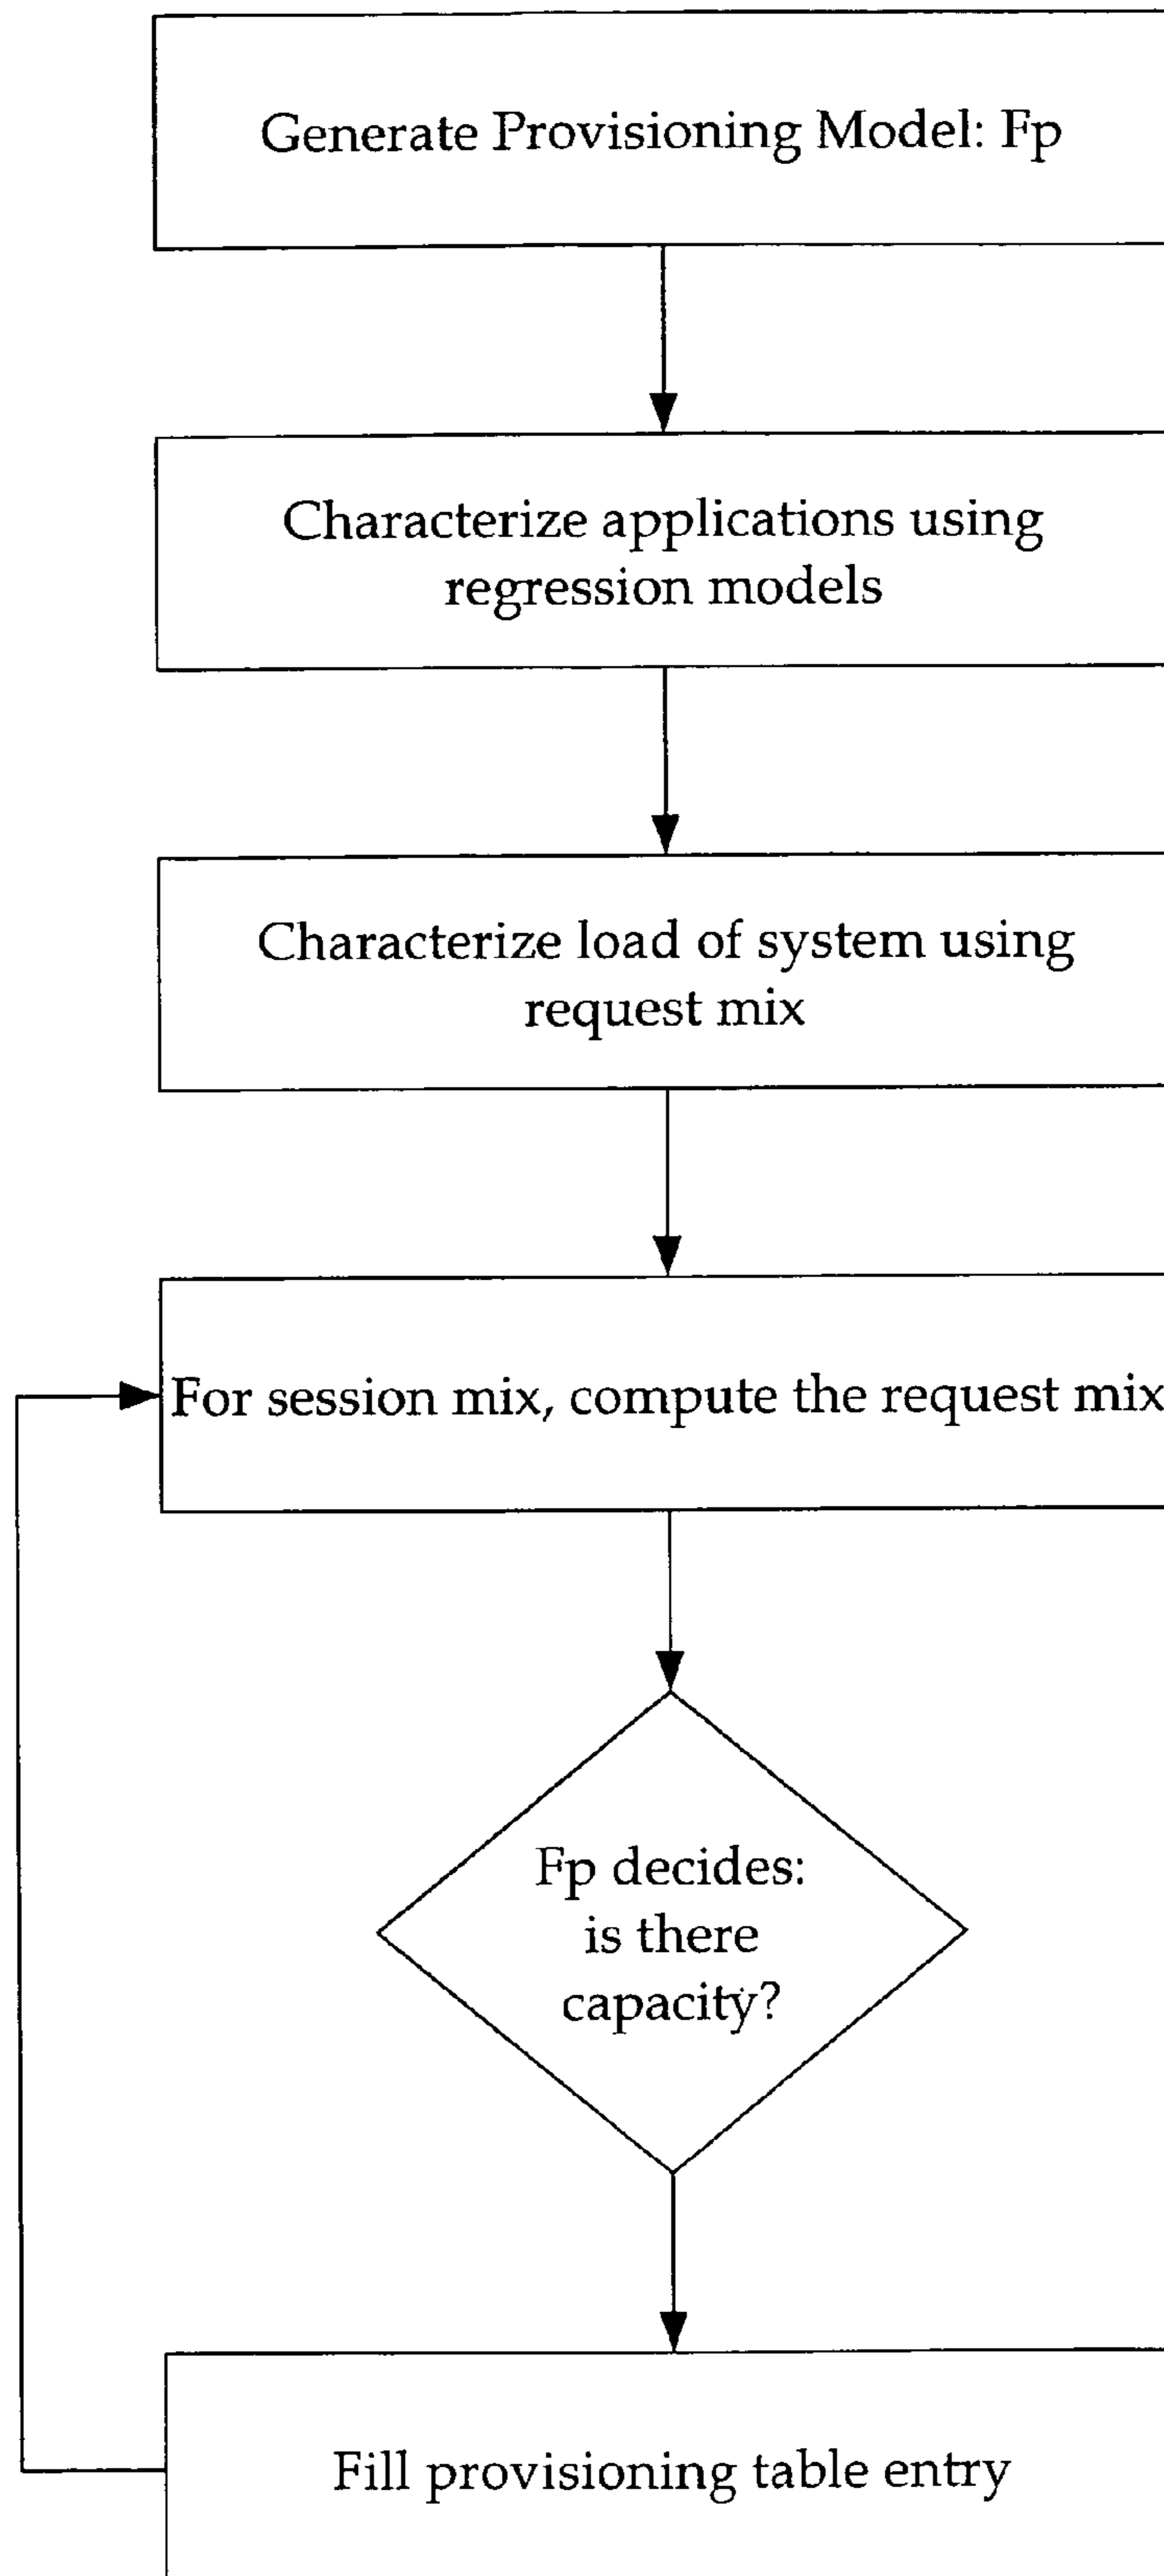 Generate Provisioning Model: Fp
Characterize applications using
regression models
Characterize load of system using
request mix
For session mix, compute the request mix
Fp decides:
is there
capacity?
Fill provisioning table entry